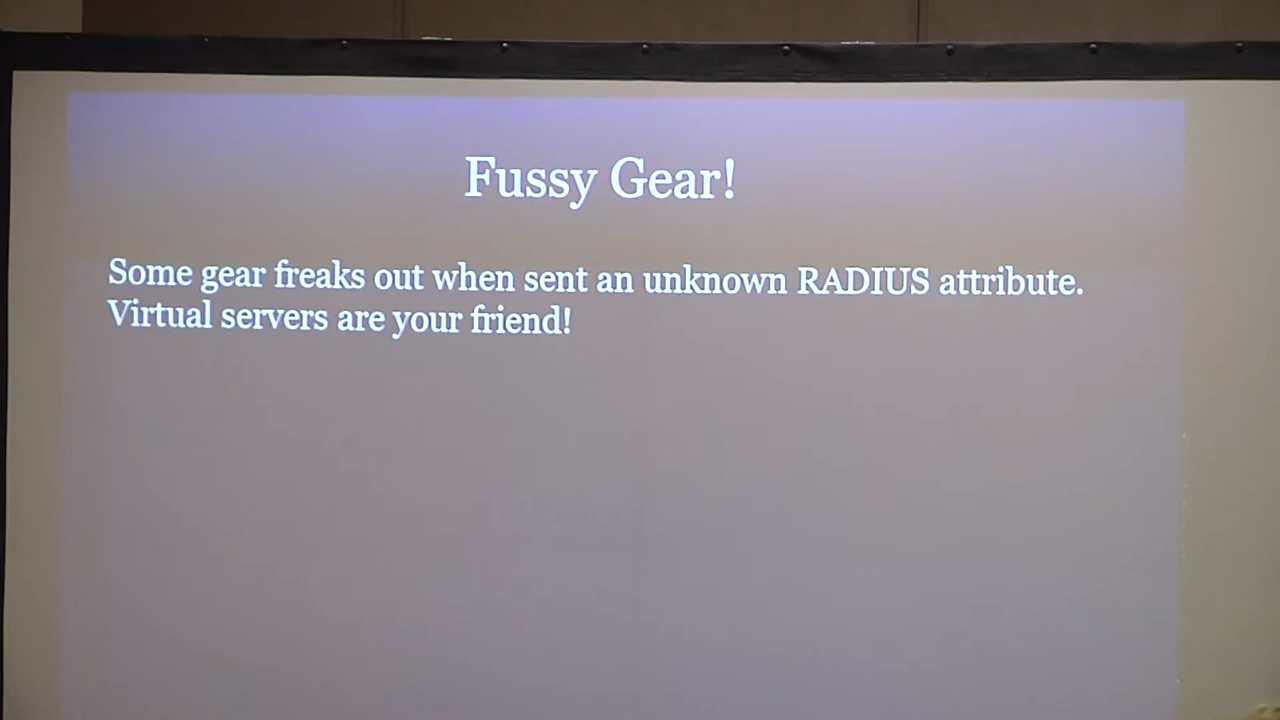 Fussy Gear!
Some gear freaks out when sent an unknown RADIUS attribute.
Virtual servers are your friend!